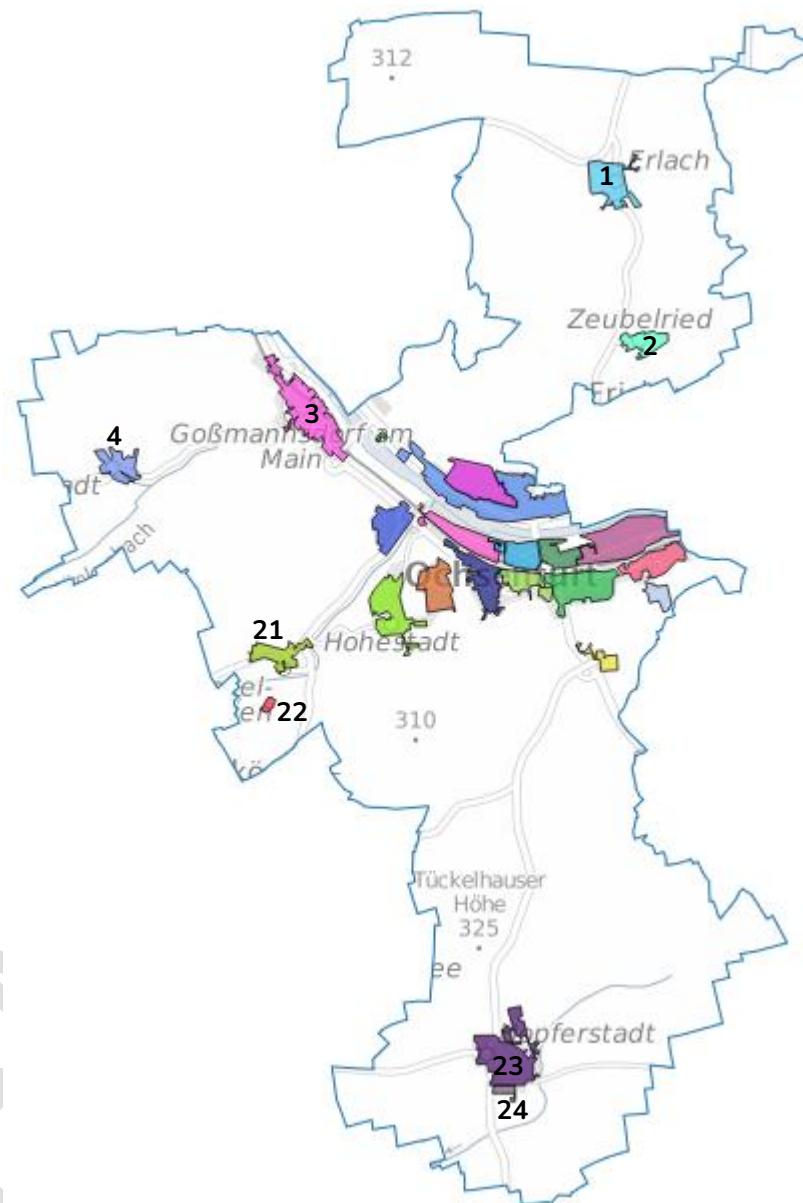 312
Erlach
1
Zeubelried
2
3
Goßmannsdorf am
Main
4
Ochsenfurt
21
Hohestadt
22
310
Tückelhauser
Höhe
325
23
24